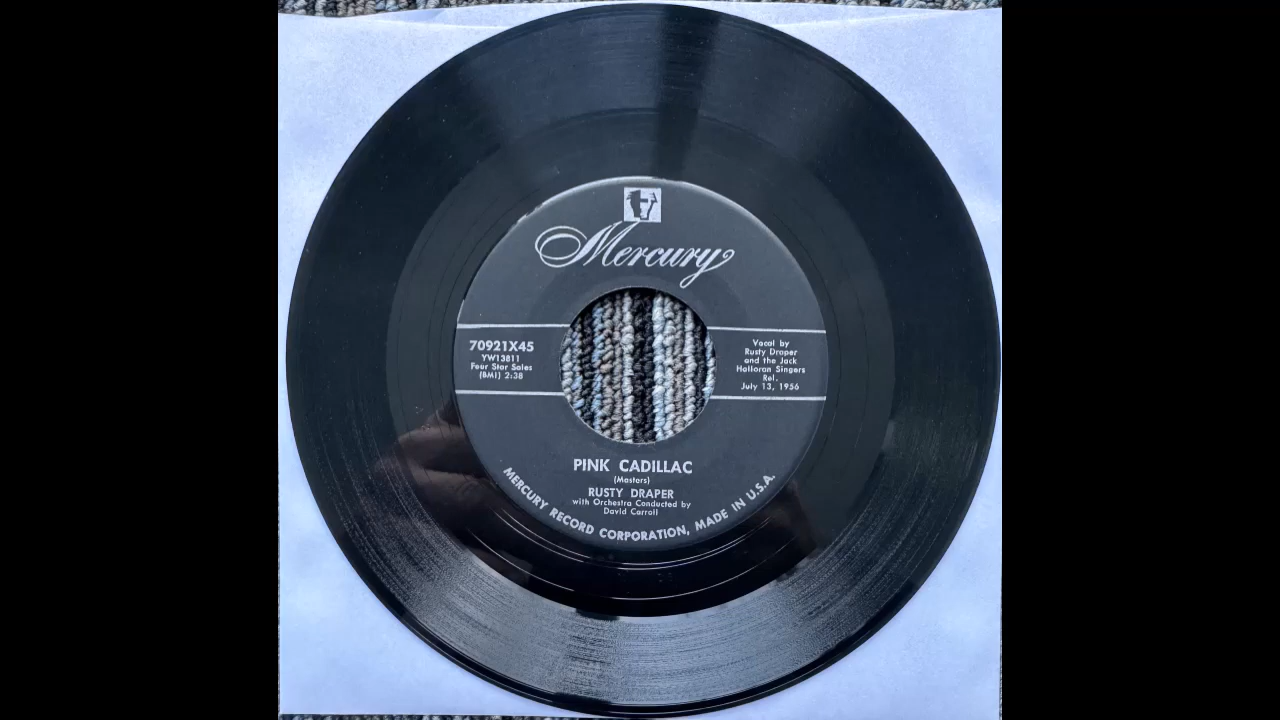 Mercury
70921X45
YW13811
Four Star Sales
(BMI) 2:38
Vocal by
Rusty Draper
and the Jack
Halloran Singers
Rel.
July 13, 1956
PINK CADILLAC
(Masters)
RUSTY DRAPER
with Orchestra Conducted by
David Carroll
MERCURY RECORD CORPORATION, MADE IN U.S.A.